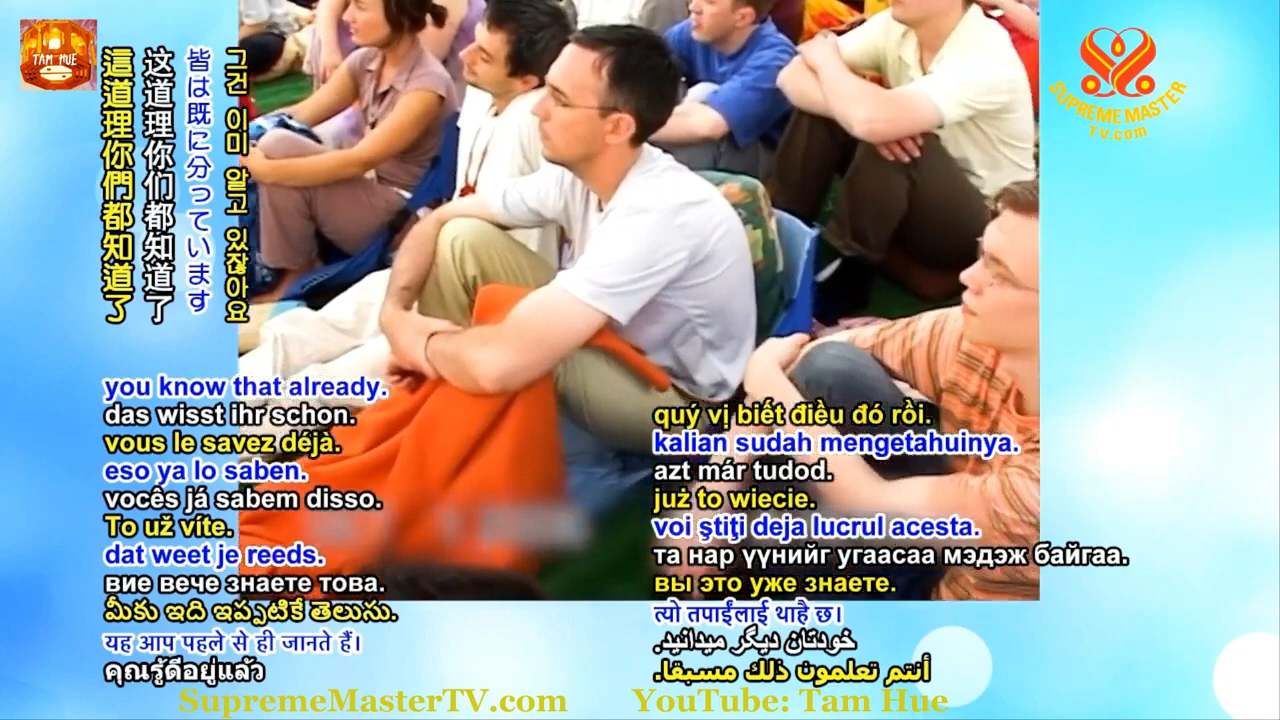 TAM HUE
這道理你們都知道了
这道理你们都知道了
皆は既に分っています
그건 이미 알고 있잖아요
SUPREME MASTER
TV.com
you know that already.
das wisst ihr schon.
vous le savez déjà.
eso ya lo saben.
vocês já sabem disso.
To už víte.
dat weet je reeds.
вие вече знаете това.
మీకు ఇది ఇప్పటికే తెలుసు.
यह आप पहले से ही जानते हैं।
คุณรู้ดีอยู่แล้ว
quý vị biết điều đó rồi.
kalian sudah mengetahuinya.
azt már tudod.
już to wiecie.
voi ştiţi deja lucrul acesta.
та нар үүнийг угаасаа мэдэж байгаа.
вы это уже знаете.
त्यो तपाईंलाई थाहै छ।
خودتان دیگر میدانید.
أنتم تعلمون ذلك مسبقا.
SupremeMasterTV.com
YouTube: Tam Hue